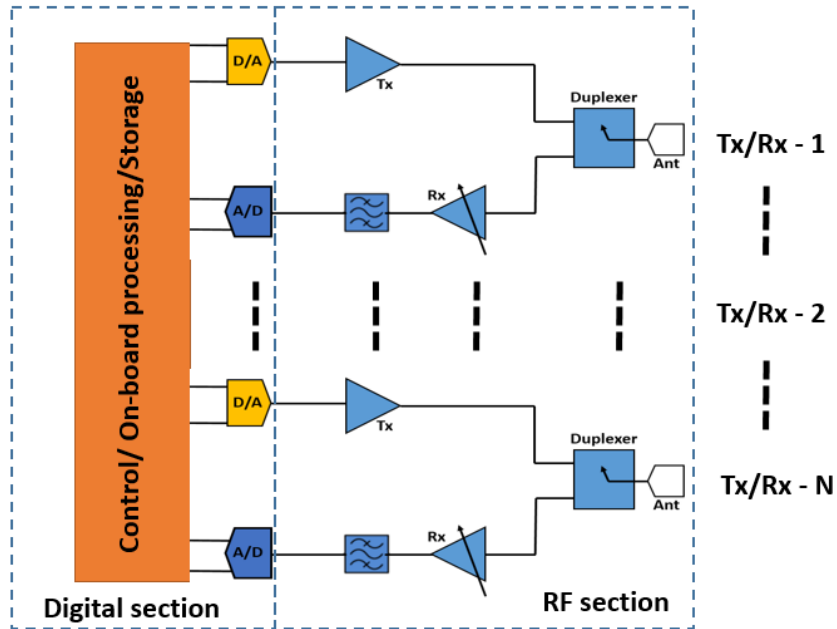 Control/ On-board processing/Storage
D/A
Tx
Duplexer
Ant
Tx/Rx - 1
A/D
Rx
Tx/Rx - 2
D/A
Tx
Duplexer
Ant
Tx/Rx - N
A/D
Rx
Digital section
RF section